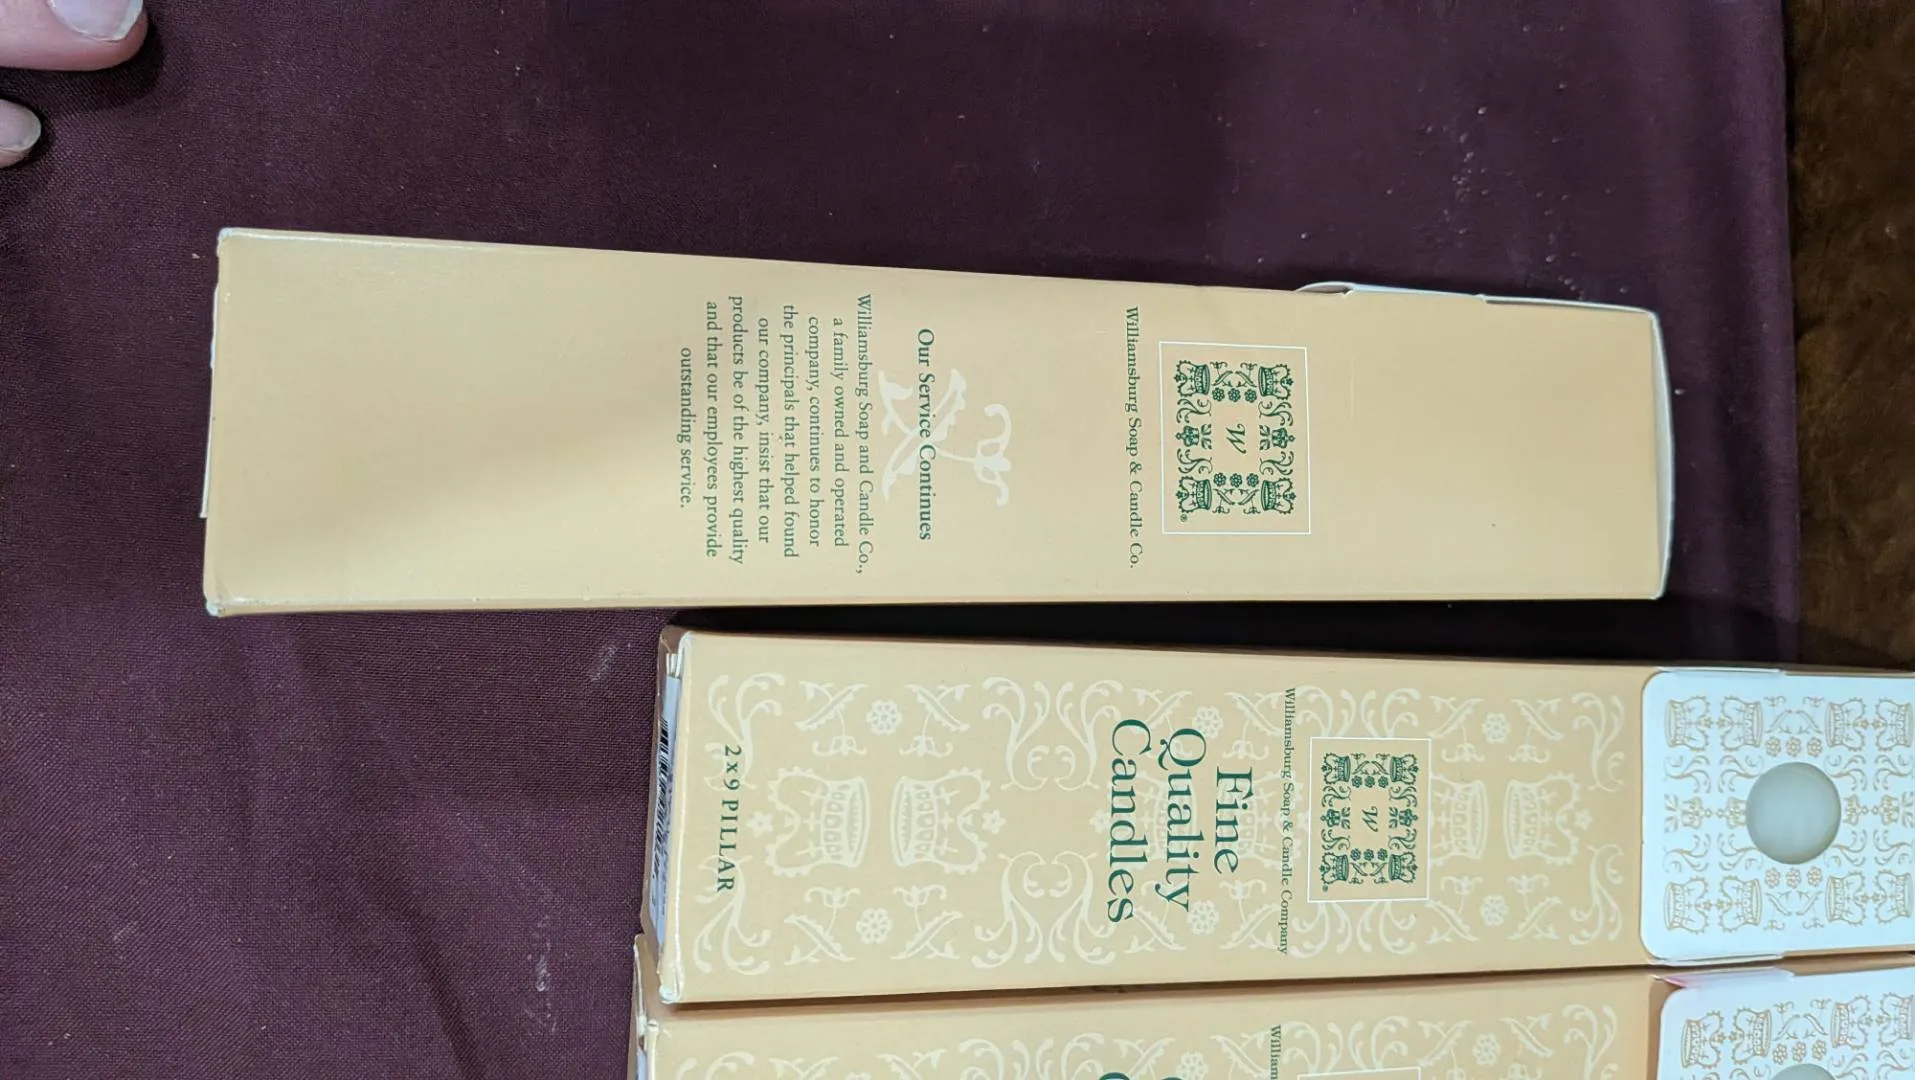 W
®
Williamsburg Soap & Candle Co.
Our Service Continues
Williamsburg Soap and Candle Co.,
a family owned and operated
company, continues to honor
the principals that helped found
our company, insist that our
products be of the highest quality
and that our employees provide
outstanding service.
W
®
Williamsburg Soap & Candle Company
Fine
Quality
Candles
2x9 PILLAR